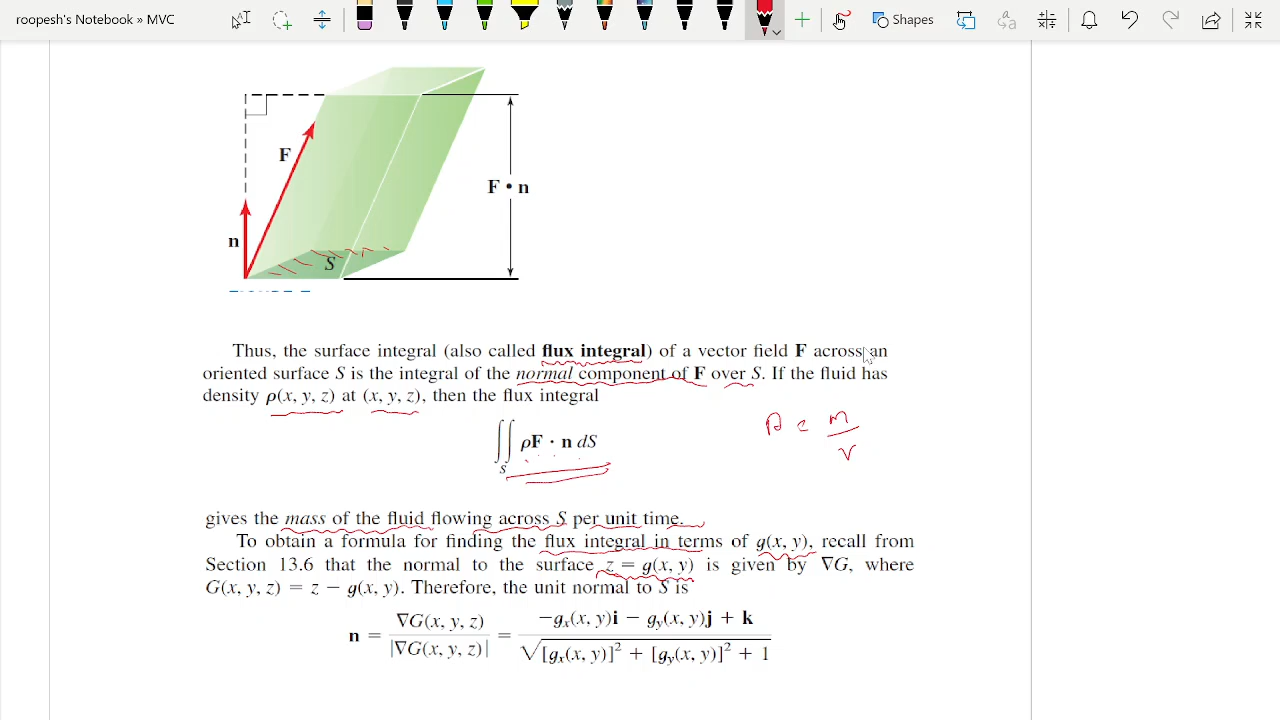 roopesh's Notebook » MVC
Shapes
F
F • n
n
S
Thus, the surface integral (also called flux integral) of a vector field F across an
oriented surface S is the integral of the normal component of F over S. If the fluid has
density ρ(x, y, z) at (x, y, z), then the flux integral
∬S ρF · n dS
m
v
gives the mass of the fluid flowing across S per unit time.
To obtain a formula for finding the flux integral in terms of g(x, y), recall from
Section 13.6 that the normal to the surface z = g(x, y) is given by ∇G, where
G(x, y, z) = z − g(x, y). Therefore, the unit normal to S is
n = ∇G(x, y, z) / |∇G(x, y, z)| = −gx(x, y)i − gy(x, y)j + k / √[gx(x, y)]² + [gy(x, y)]² + 1